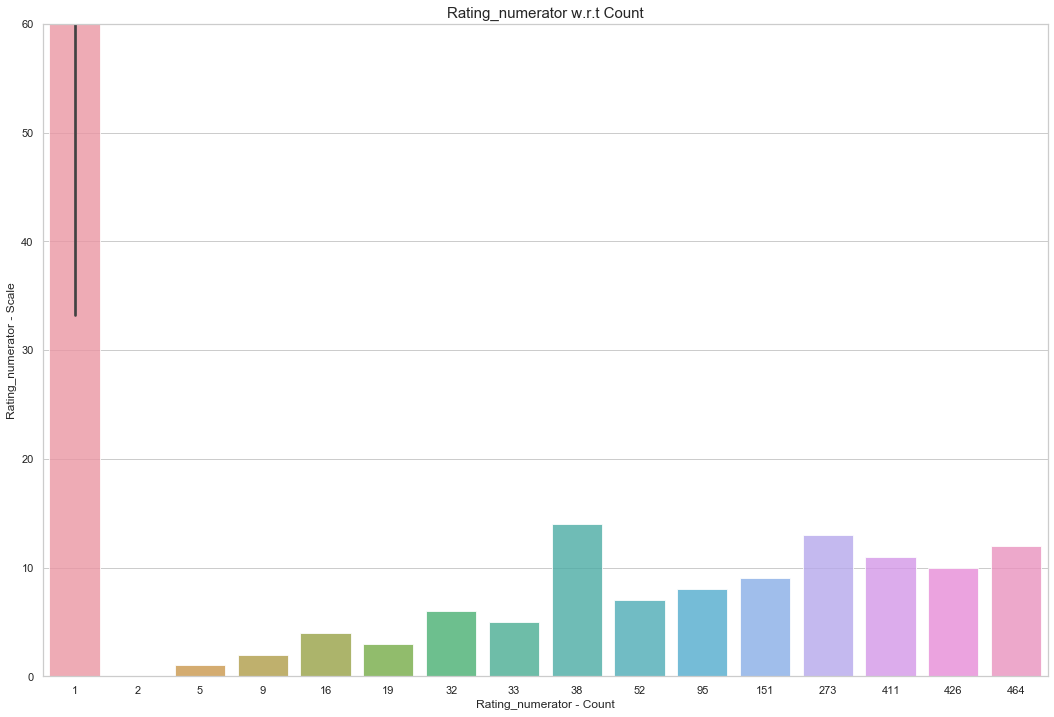 Rating_numerator w.r.t Count
60
50
40
30
20
10
0
Rating_numerator - Scale
1 2 5 9 16 19 32 33 38 52 95 151 273 411 426 464
Rating_numerator - Count